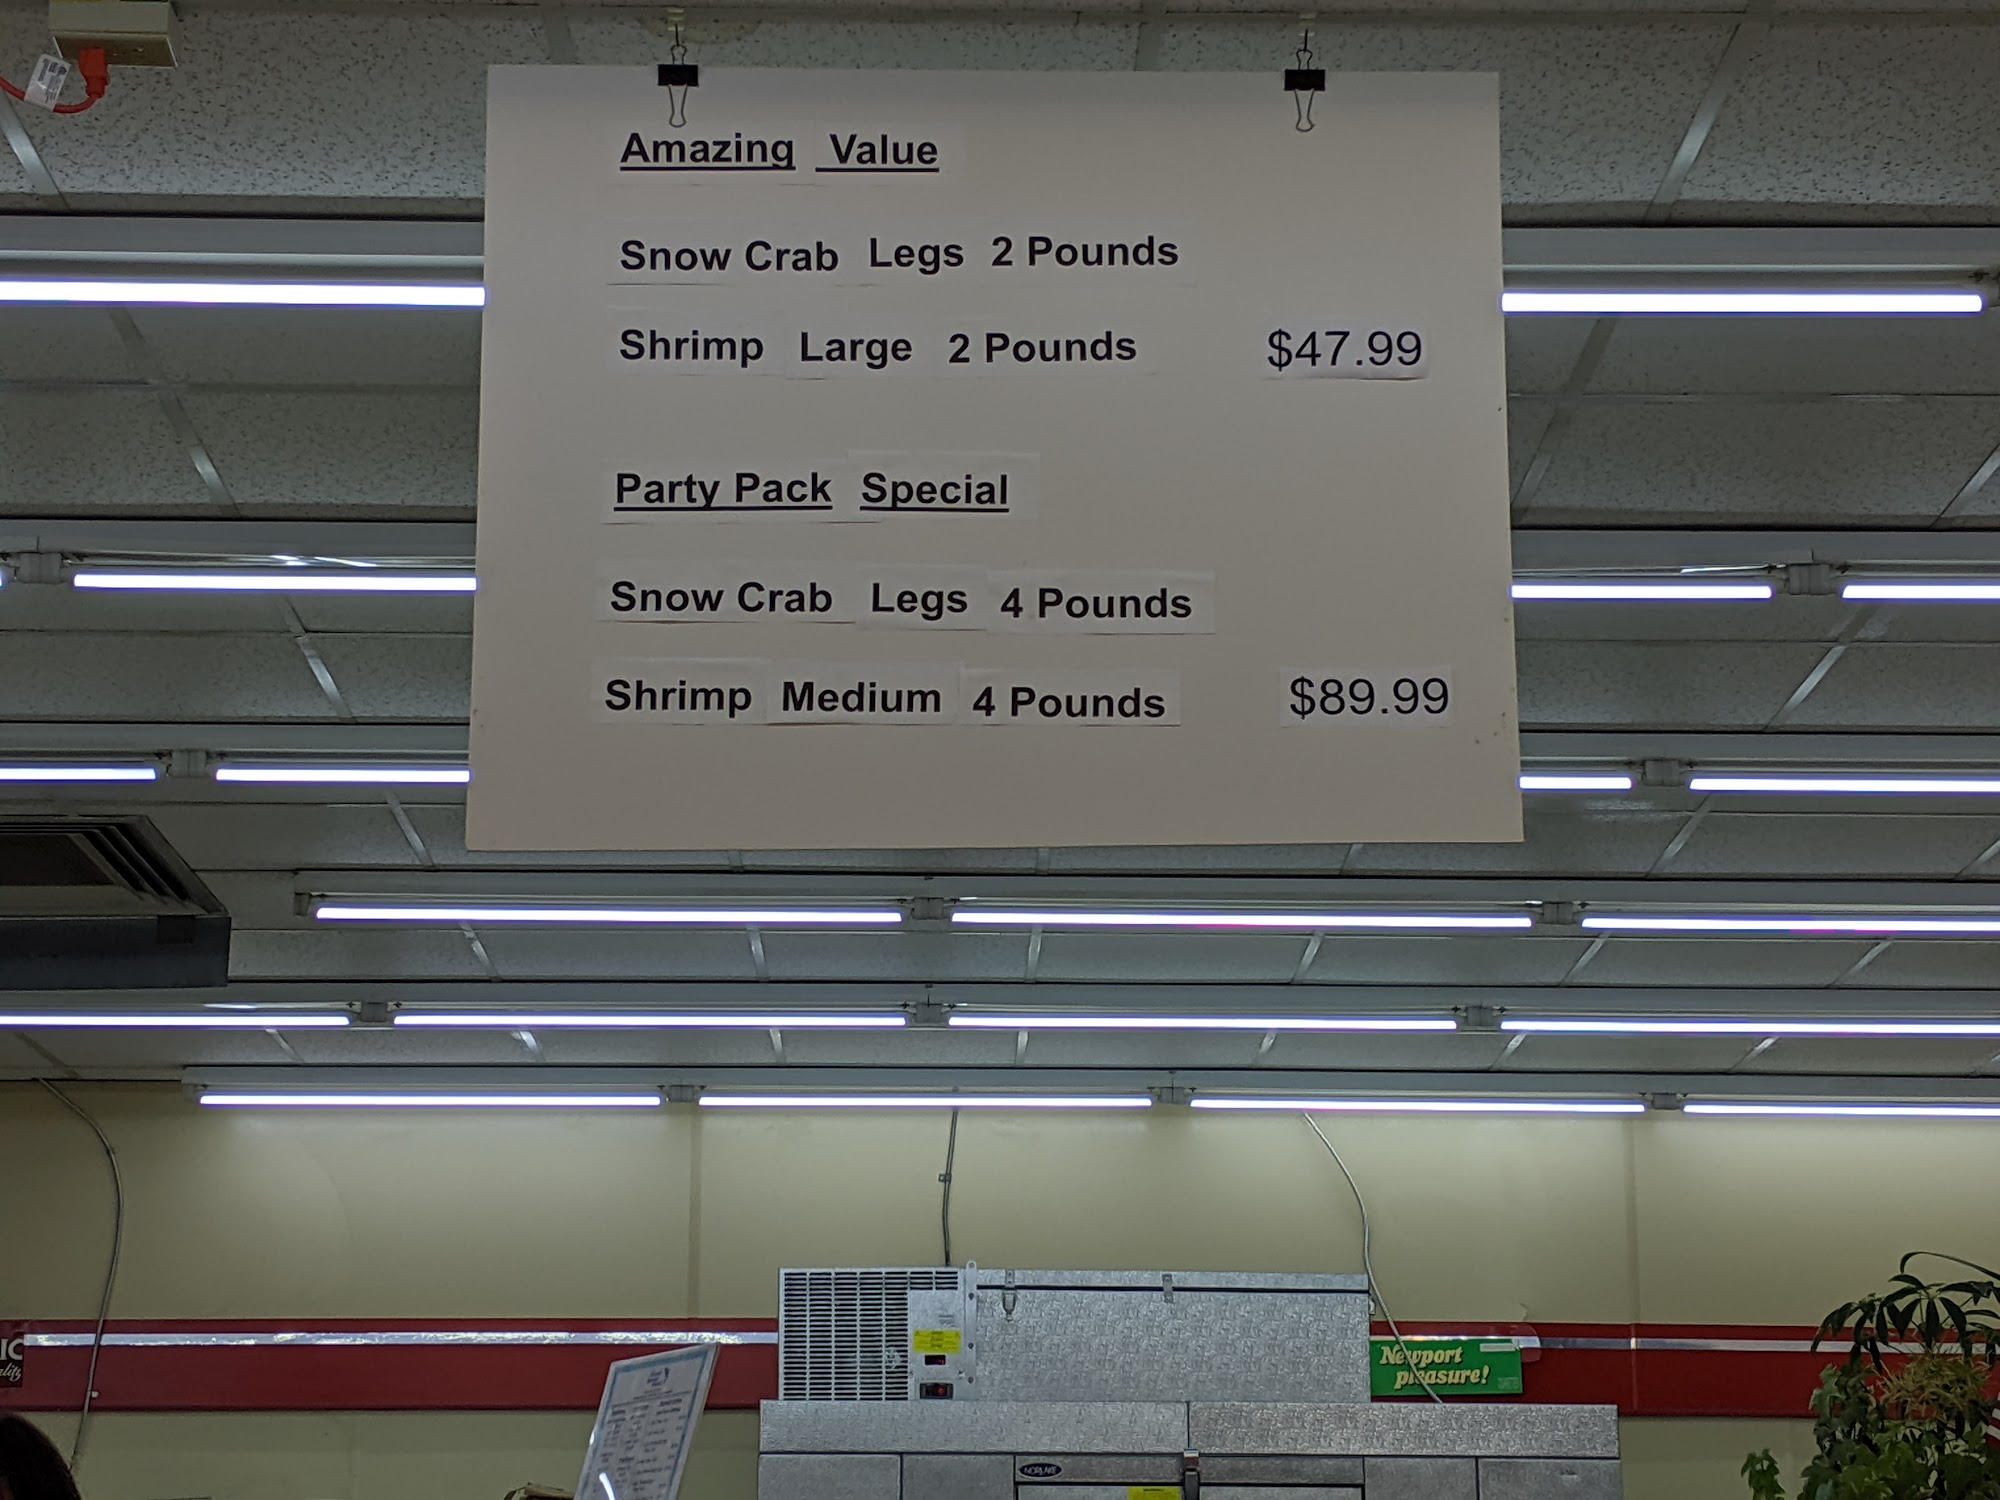 Amazing Value
Snow Crab Legs 2 Pounds
Shrimp Large 2 Pounds $47.99
Party Pack Special
Snow Crab Legs 4 Pounds
Shrimp Medium 4 Pounds $89.99
Newport
pleasure!
NORLAKE